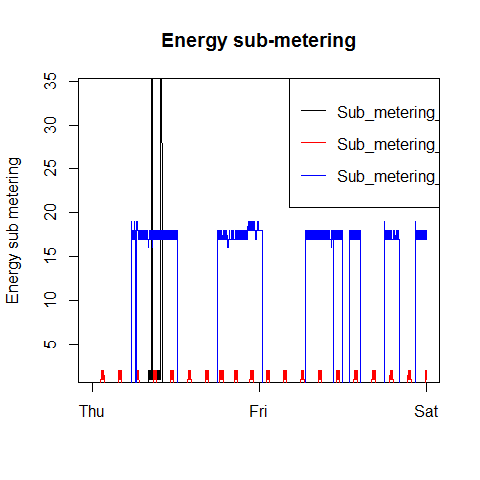 Energy sub-metering
Energy sub metering
35
30
25
20
15
10
5
Sub_metering_
Sub_metering_
Sub_metering_
Thu
Fri
Sat